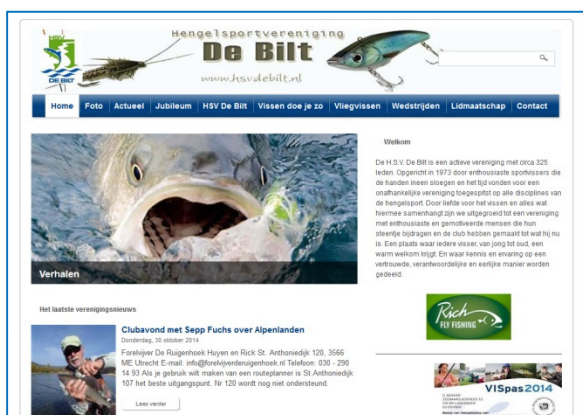 HSV
DE BILT
Hengelsportvereniging
De Bilt
www.hsvdebilt.nl
Home Foto Actueel Jubileum HSV De Bilt Vissen doe je zo Vliegvissen Wedstrijden Lidmaatschap Contact
Verhalen
Welkom
De H.S.V. De Bilt is een actieve vereniging met circa 325
leden. Opgericht in 1973 door enthousiaste sportvissers die
de handen ineen sloegen en het tijd vonden voor een
onafhankelijke vereniging toegespitst op alle disciplines van
de hengelsport. Door liefde voor het vissen en alles wat
hiermee samenhangt zijn we uitgegroeid tot een vereniging
met enthousiaste en gemotiveerde mensen die hun
steentje bijdragen en de club hebben gemaakt tot wat hij nu
is. Een plaats waar iedere visser, van jong tot oud, een
warm welkom krijgt. En waar kennis en ervaring op een
vertrouwde, verantwoordelijke en eerlijke manier worden
gedeeld.
Het laatste verenigingsnieuws
Clubavond met Sepp Fuchs over Alpenlanden
Donderdag, 30 oktober 2014
Forelvijver De Ruigenhoek Huyen en Rick St. Anthoniedijk 120, 3566
ME Utrecht E-mail: info@forelvijverderuigenhoek.nl Telefoon: 030 - 290
14 93 Als je gebruik wilt maken van een routeplanner is St.Anthoniedijk
107 het beste uitgangspunt. Nr 120 wordt nog niet ondersteund.
Lees verder
Rich
FLY FISHING
VISpas2014